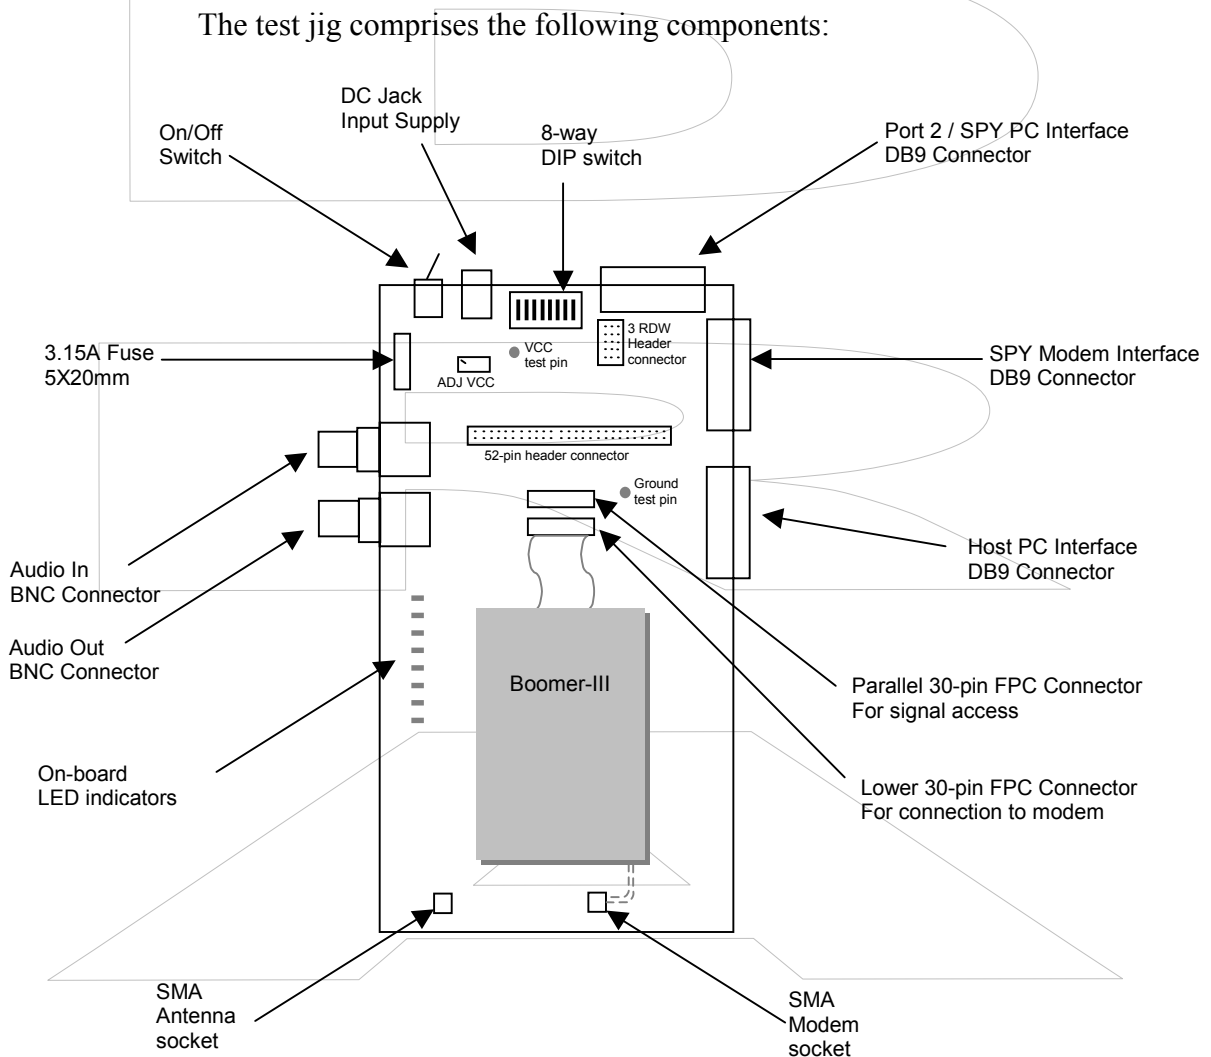 The test jig comprises the following components:
DC Jack
Input Supply
On/Off
Switch
8-way
DIP switch
Port 2 / SPY PC Interface
DB9 Connector
3.15A Fuse
5X20mm
ADJ VCC
VCC
test pin
3 RDW
Header
connector
SPY Modem Interface
DB9 Connector
52-pin header connector
Ground
test pin
Audio In
BNC Connector
Host PC Interface
DB9 Connector
Audio Out
BNC Connector
Boomer-III
Parallel 30-pin FPC Connector
For signal access
On-board
LED indicators
Lower 30-pin FPC Connector
For connection to modem
SMA
Antenna
socket
SMA
Modem
socket